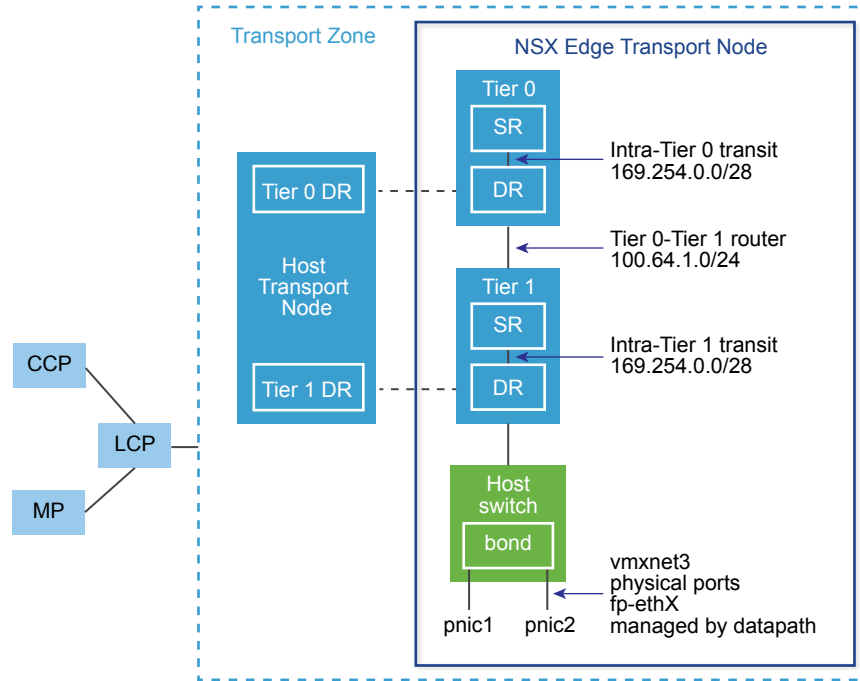 Transport Zone
NSX Edge Transport Node
Tier 0
SR
DR
Intra-Tier 0 transit
169.254.0.0/28
Tier 0 DR
Host
Transport
Node
Tier 1 DR
Tier 0-Tier 1 router
100.64.1.0/24
Tier 1
SR
DR
Intra-Tier 1 transit
169.254.0.0/28
CCP
LCP
MP
Host
switch
bond
pnic1
pnic2
vmxnet3
physical ports
fp-ethX
managed by datapath